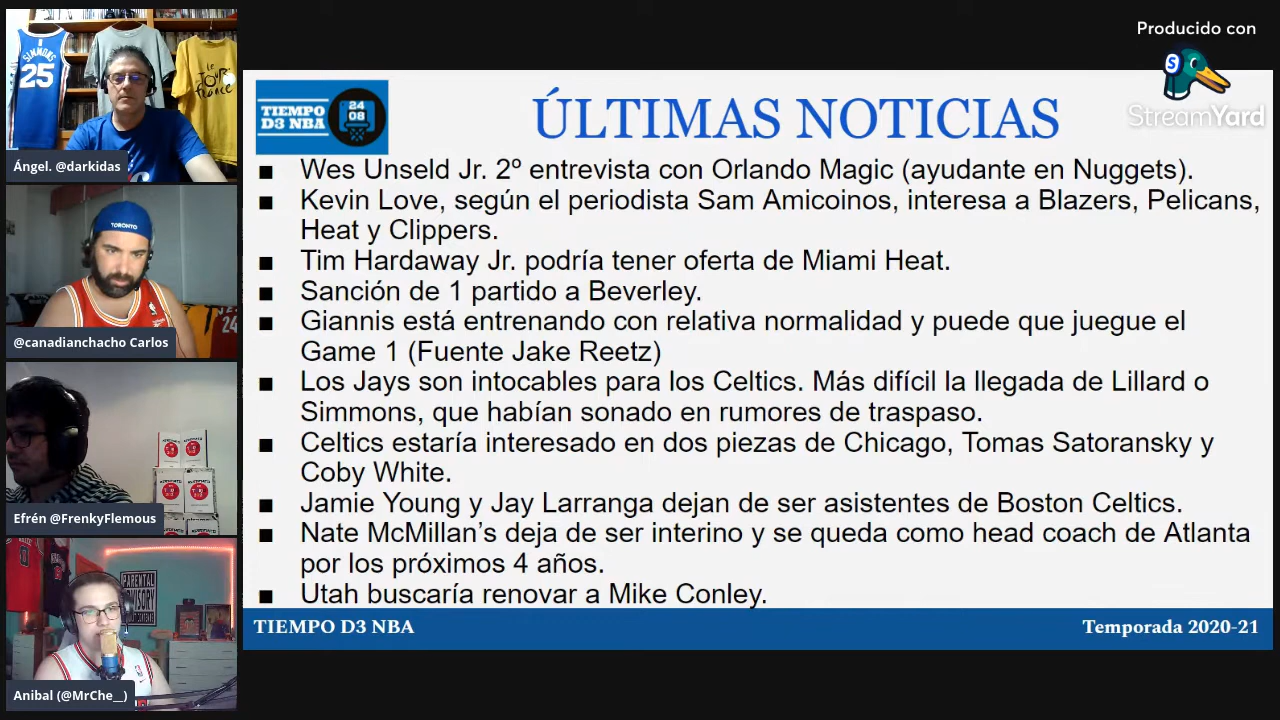 Producido con
StreamYard
SIMMONS
25
LE
TOUR
france
Ángel. @darkidas
TORONTO
24
@canadianchacho Carlos
Efrén @FrenkyFlemous
PARENTAL
ADVISORY
Anibal (@MrChe__)
TIEMPO
D3 NBA
24
08
ÚLTIMAS NOTICIAS
■ Wes Unseld Jr. 2º entrevista con Orlando Magic (ayudante en Nuggets).
■ Kevin Love, según el periodista Sam Amicoinos, interesa a Blazers, Pelicans,
Heat y Clippers.
■ Tim Hardaway Jr. podría tener oferta de Miami Heat.
■ Sanción de 1 partido a Beverley.
■ Giannis está entrenando con relativa normalidad y puede que juegue el
Game 1 (Fuente Jake Reetz)
■ Los Jays son intocables para los Celtics. Más difícil la llegada de Lillard o
Simmons, que habían sonado en rumores de traspaso.
■ Celtics estaría interesado en dos piezas de Chicago, Tomas Satoransky y
Coby White.
■ Jamie Young y Jay Larranga dejan de ser asistentes de Boston Celtics.
■ Nate McMillan’s deja de ser interino y se queda como head coach de Atlanta
por los próximos 4 años.
■ Utah buscaría renovar a Mike Conley.
TIEMPO D3 NBA
Temporada 2020-21